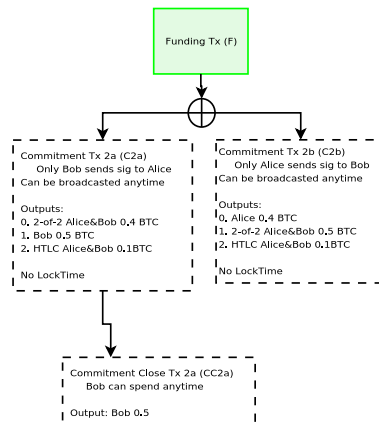 Funding Tx (F)
Commitment Tx 2a (C2a)
Only Bob sends sig to Alice
Can be broadcasted anytime
Outputs:
0. 2-of-2 Alice&Bob 0.4 BTC
1. Bob 0.5 BTC
2. HTLC Alice&Bob 0.1BTC
No LockTime
Commitment Tx 2b (C2b)
Only Alice sends sig to Bob
Can be broadcasted anytime
Outputs:
0. Alice 0.4 BTC
1. 2-of-2 Alice&Bob 0.5 BTC
2. HTLC Alice&Bob 0.1BTC
No LockTime
Commitment Close Tx 2a (CC2a)
Bob can spend anytime
Output: Bob 0.5